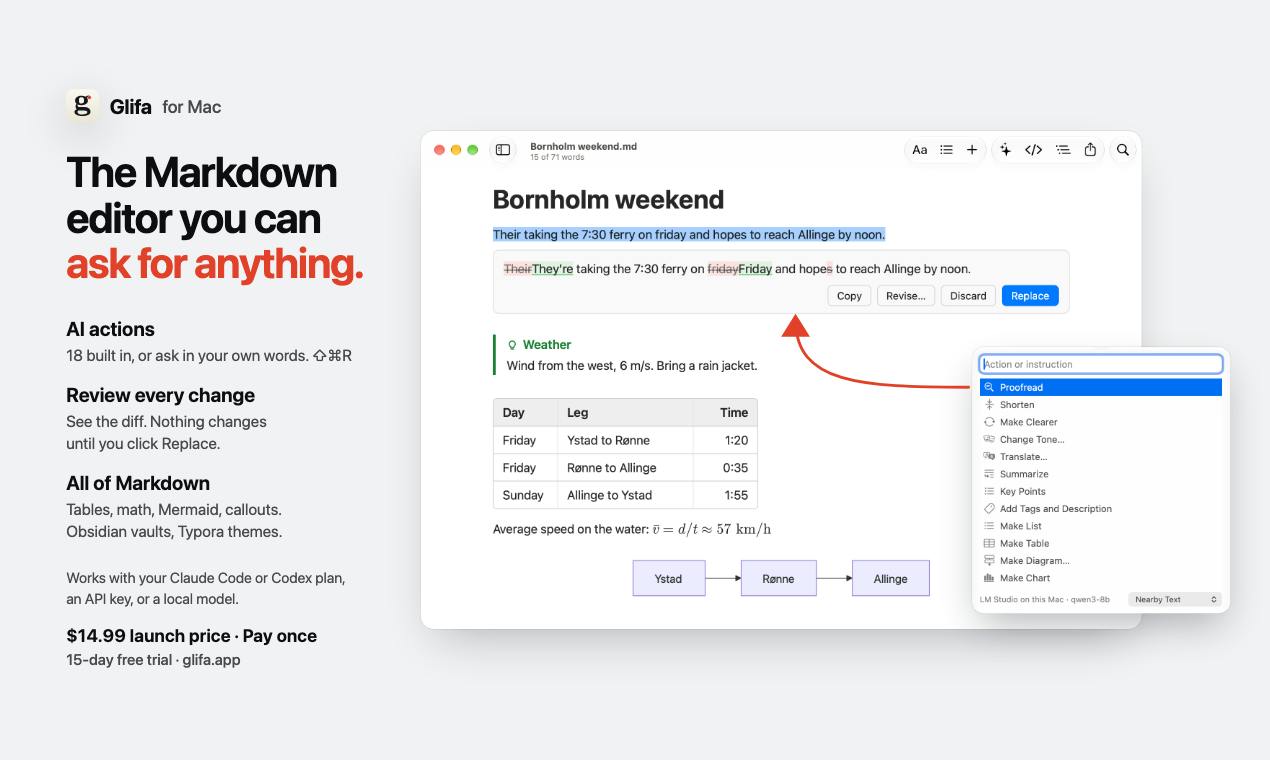 Glifa for Mac
The Markdown
editor you can
ask for anything.
AI actions
18 built in, or ask in your own words. ⇧⌘R
Review every change
See the diff. Nothing changes
until you click Replace.
All of Markdown
Tables, math, Mermaid, callouts.
Obsidian vaults, Typora themes.
Works with your Claude Code or Codex plan,
an API key, or a local model.
$14.99 launch price · Pay once
15-day free trial · glifa.app
Bornholm weekend.md
15 of 71 words
Aa
Bornholm weekend
Their taking the 7:30 ferry on friday and hopes to reach Allinge by noon.
TheirThey're taking the 7:30 ferry on fridayFriday and hopes to reach Allinge by noon.
Copy Revise... Discard Replace
Weather
Wind from the west, 6 m/s. Bring a rain jacket.
Day Leg Time
Friday Ystad to Rønne 1:20
Friday Rønne to Allinge 0:35
Sunday Allinge to Ystad 1:55
Average speed on the water: v̄ = d/t ≈ 57 km/h
Ystad Rønne Allinge
Action or instruction
Proofread
Shorten
Make Clearer
Change Tone...
Translate...
Summarize
Key Points
Add Tags and Description
Make List
Make Table
Make Diagram...
Make Chart
LM Studio on this Mac · qwen3-8b Nearby Text